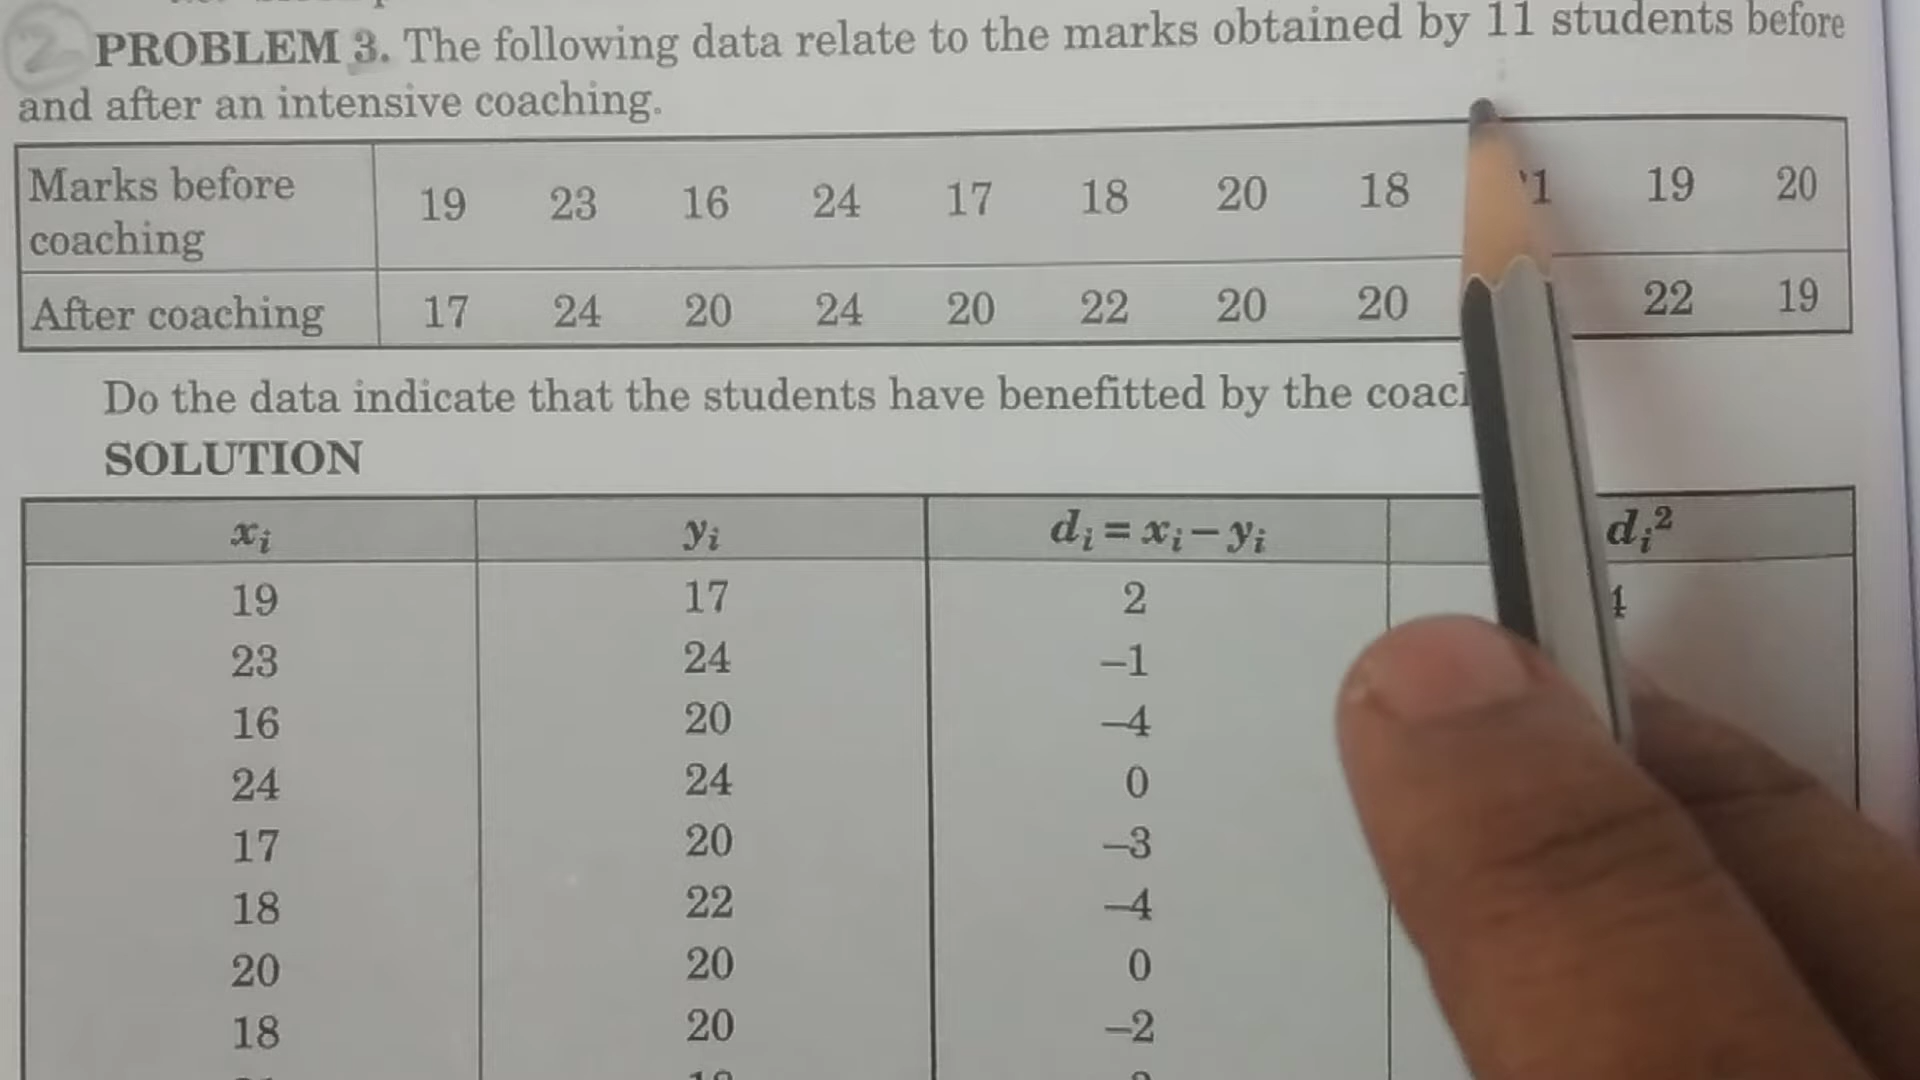 2 PROBLEM 3. The following data relate to the marks obtained by 11 students before
and after an intensive coaching.
Marks before coaching 19 23 16 24 17 18 20 18 19 20
After coaching 17 24 20 24 20 22 20 20 22 19
Do the data indicate that the students have benefitted by the
SOLUTION
xᵢ yᵢ dᵢ = xᵢ – yᵢ dᵢ²
19 17 2 4
23 24 –1
16 20 –4
24 24 0
17 20 –3
18 22 –4
20 20 0
18 20 –2